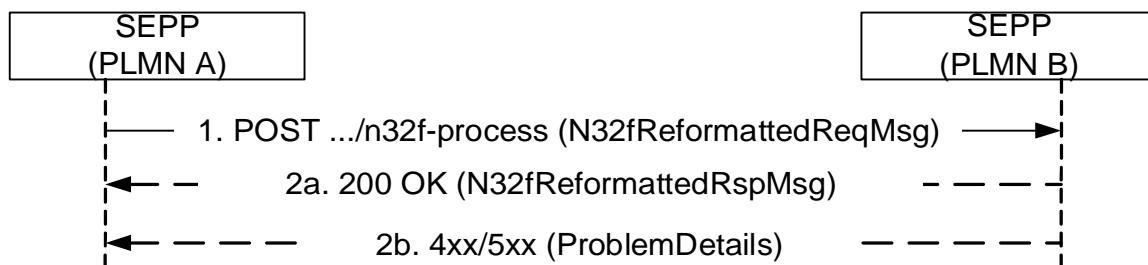 SEPP
(PLMN A)
SEPP
(PLMN B)
1. POST .../n32f-process (N32fReformattedReqMsg)
2a. 200 OK (N32fReformattedRspMsg)
2b. 4xx/5xx (ProblemDetails)